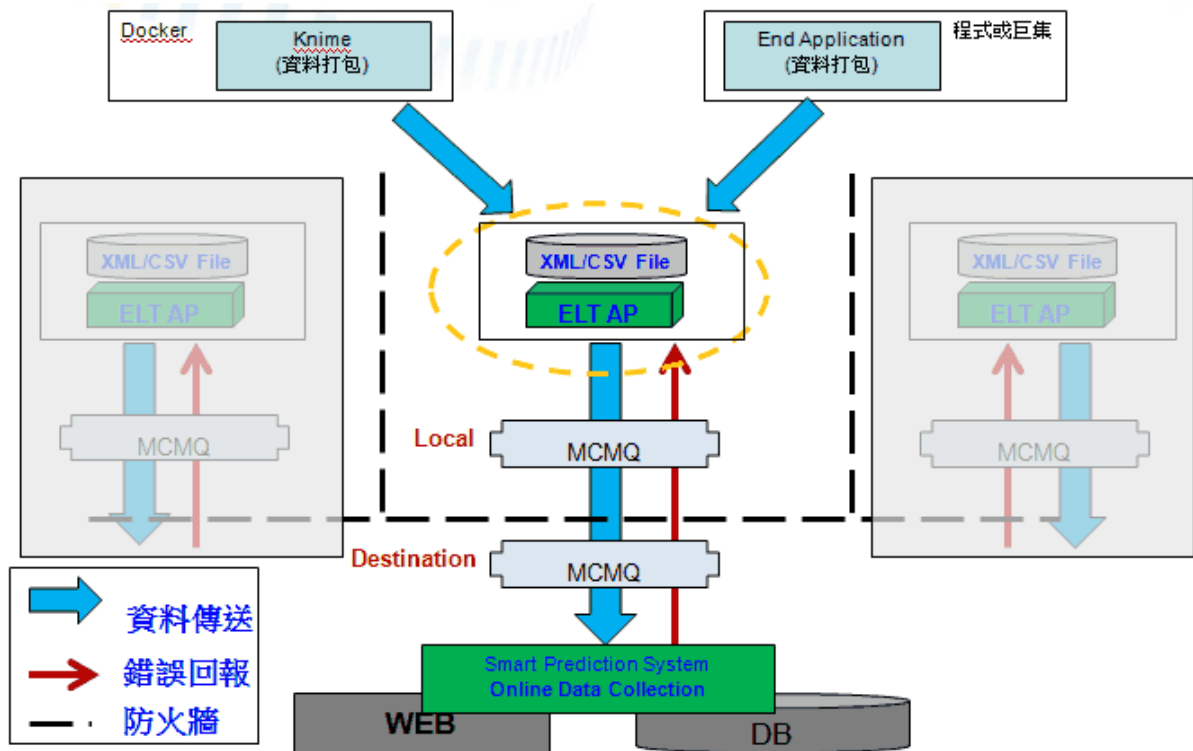 Docker
Knime
(資料打包)
End Application
(資料打包)
程式或巨集
XML/CSV File
ELT AP
MCMQ
XML/CSV File
ELT AP
Local
MCMQ
Destination
MCMQ
XML/CSV File
ELT AP
MCMQ
資料傳送
錯誤回報
防火牆
Smart Prediction System
Online Data Collection
WEB
DB